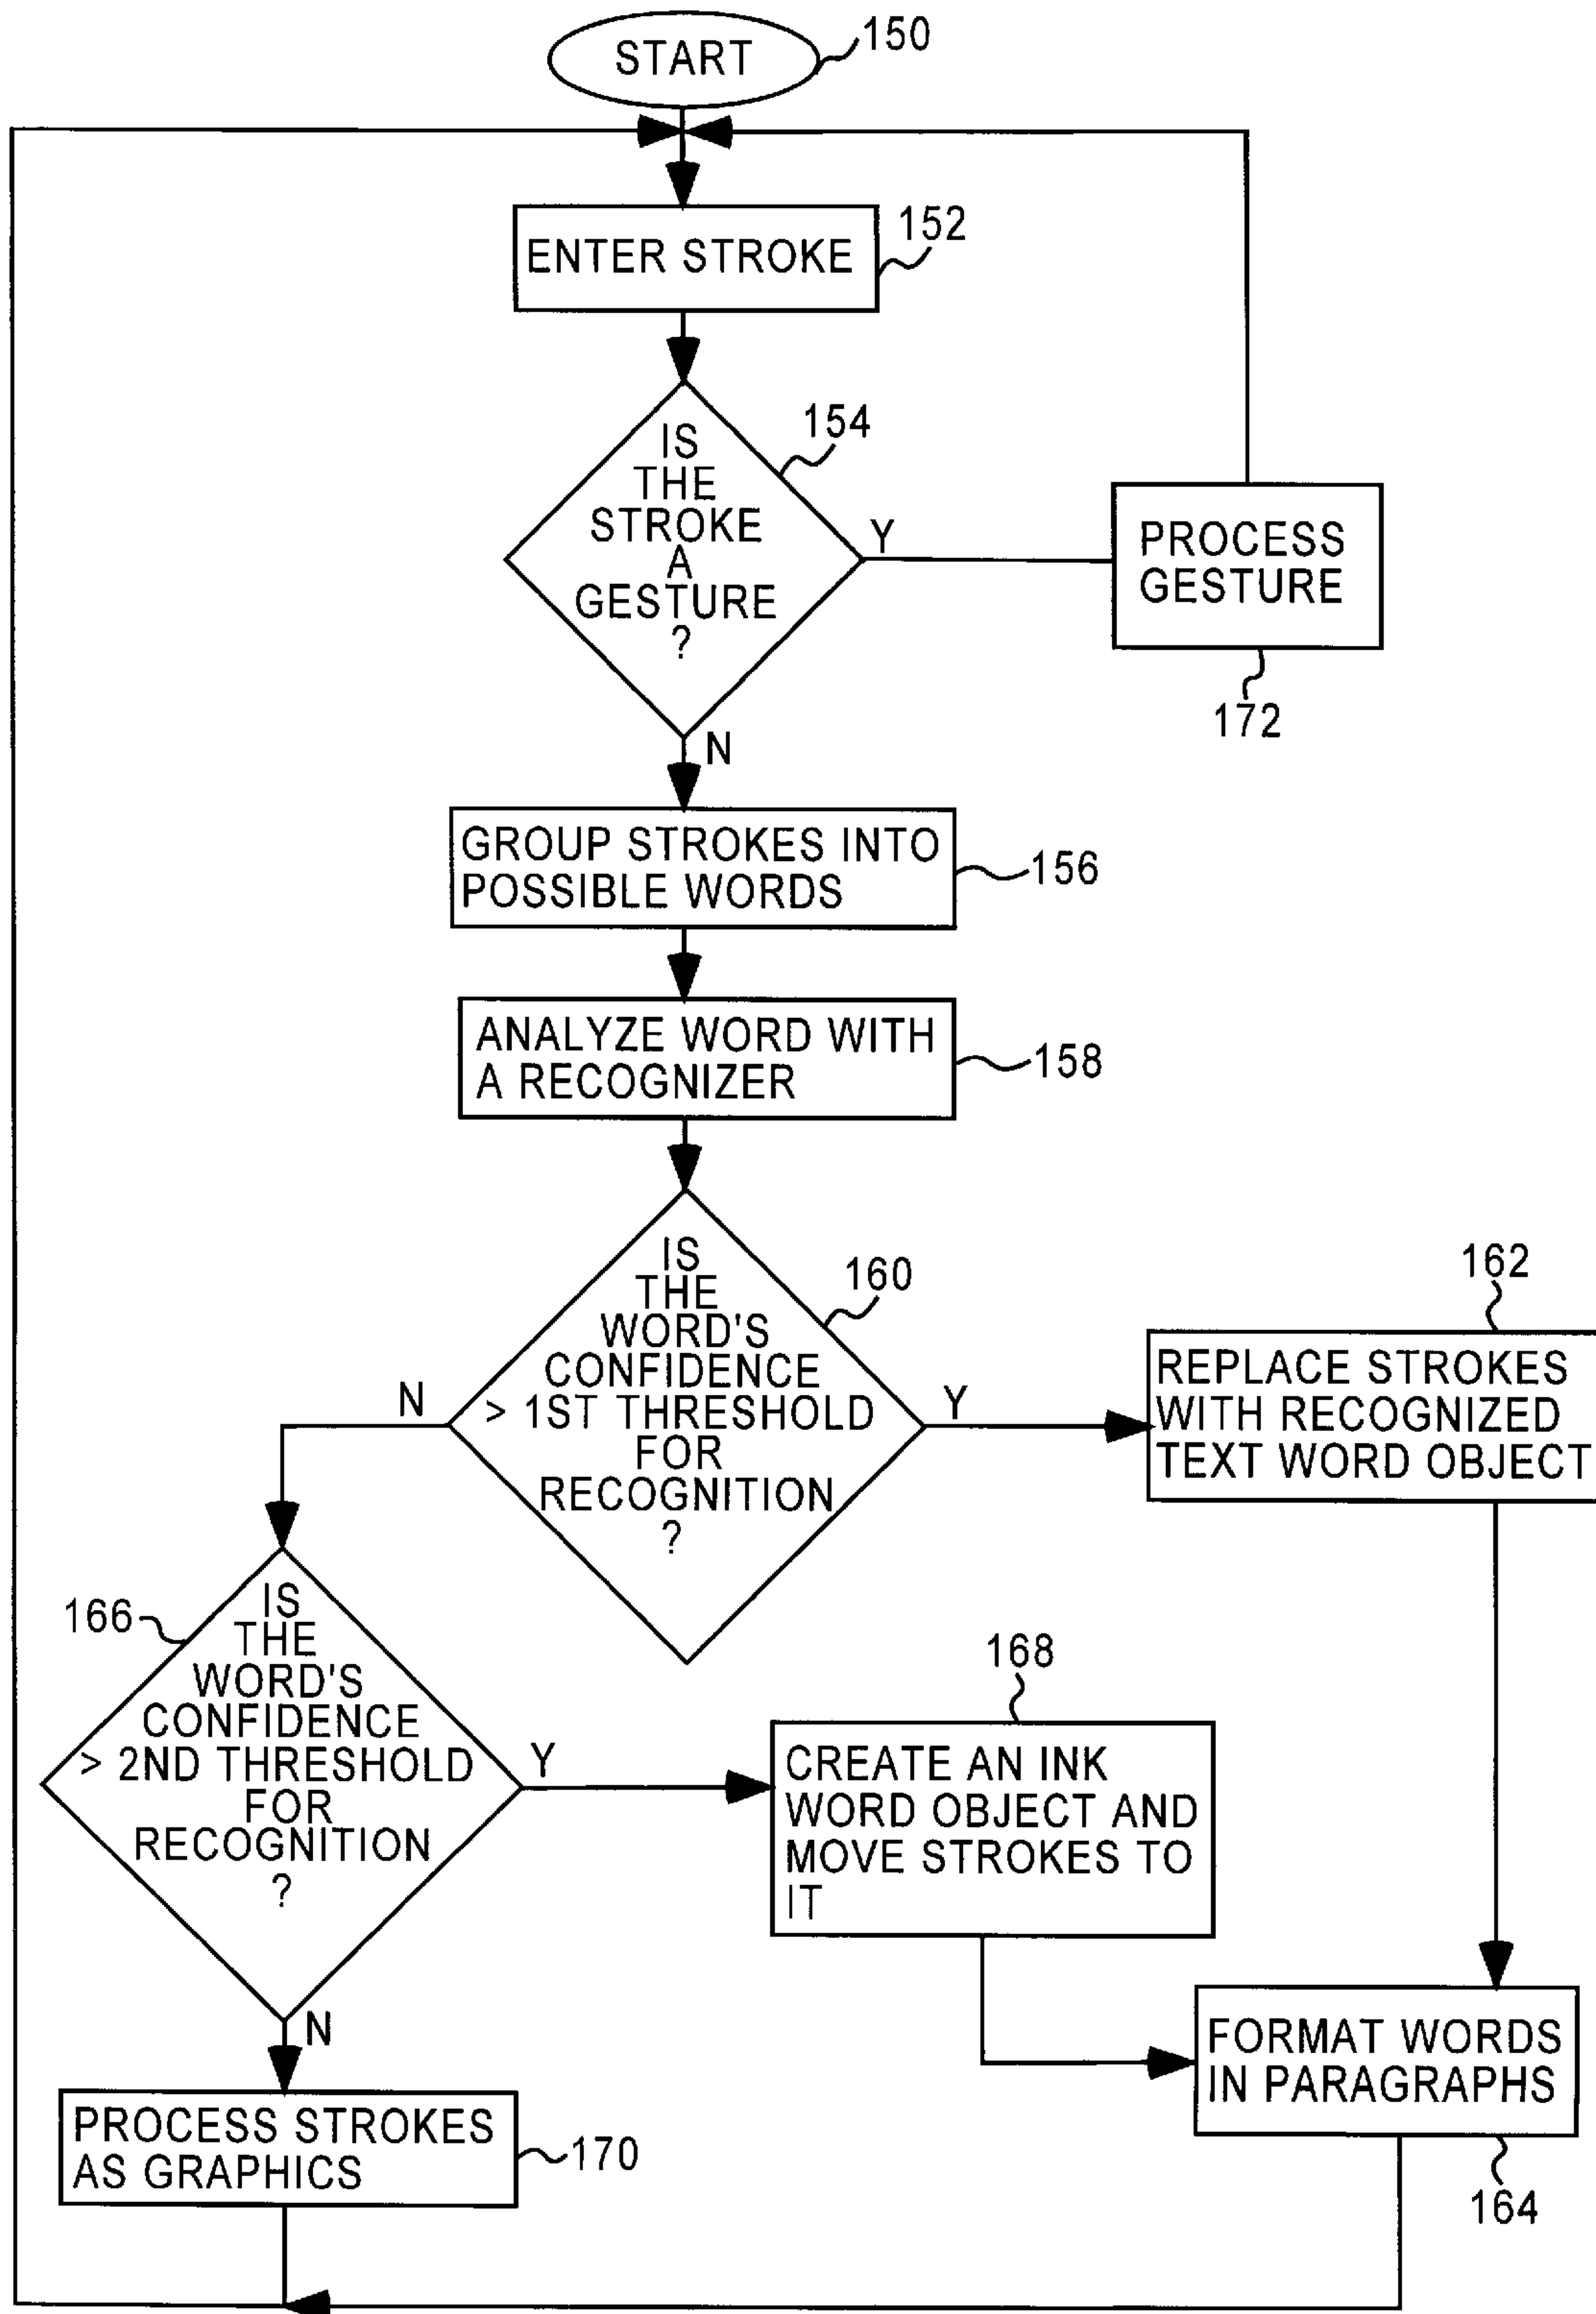 START
150
ENTER STROKE
152
IS
THE
STROKE
A
GESTURE
?
154
Y
N
PROCESS
GESTURE
172
GROUP STROKES INTO
POSSIBLE WORDS
156
ANALYZE WORD WITH
A RECOGNIZER
158
IS
THE
WORD'S
CONFIDENCE
> 1ST THRESHOLD
FOR
RECOGNITION
?
160
N
Y
162
REPLACE STROKES
WITH RECOGNIZED
TEXT WORD OBJECT
166
IS
THE
WORD'S
CONFIDENCE
> 2ND THRESHOLD
FOR
RECOGNITION
?
Y
N
168
CREATE AN INK
WORD OBJECT AND
MOVE STROKES TO
IT
FORMAT WORDS
IN PARAGRAPHS
164
PROCESS STROKES
AS GRAPHICS
170